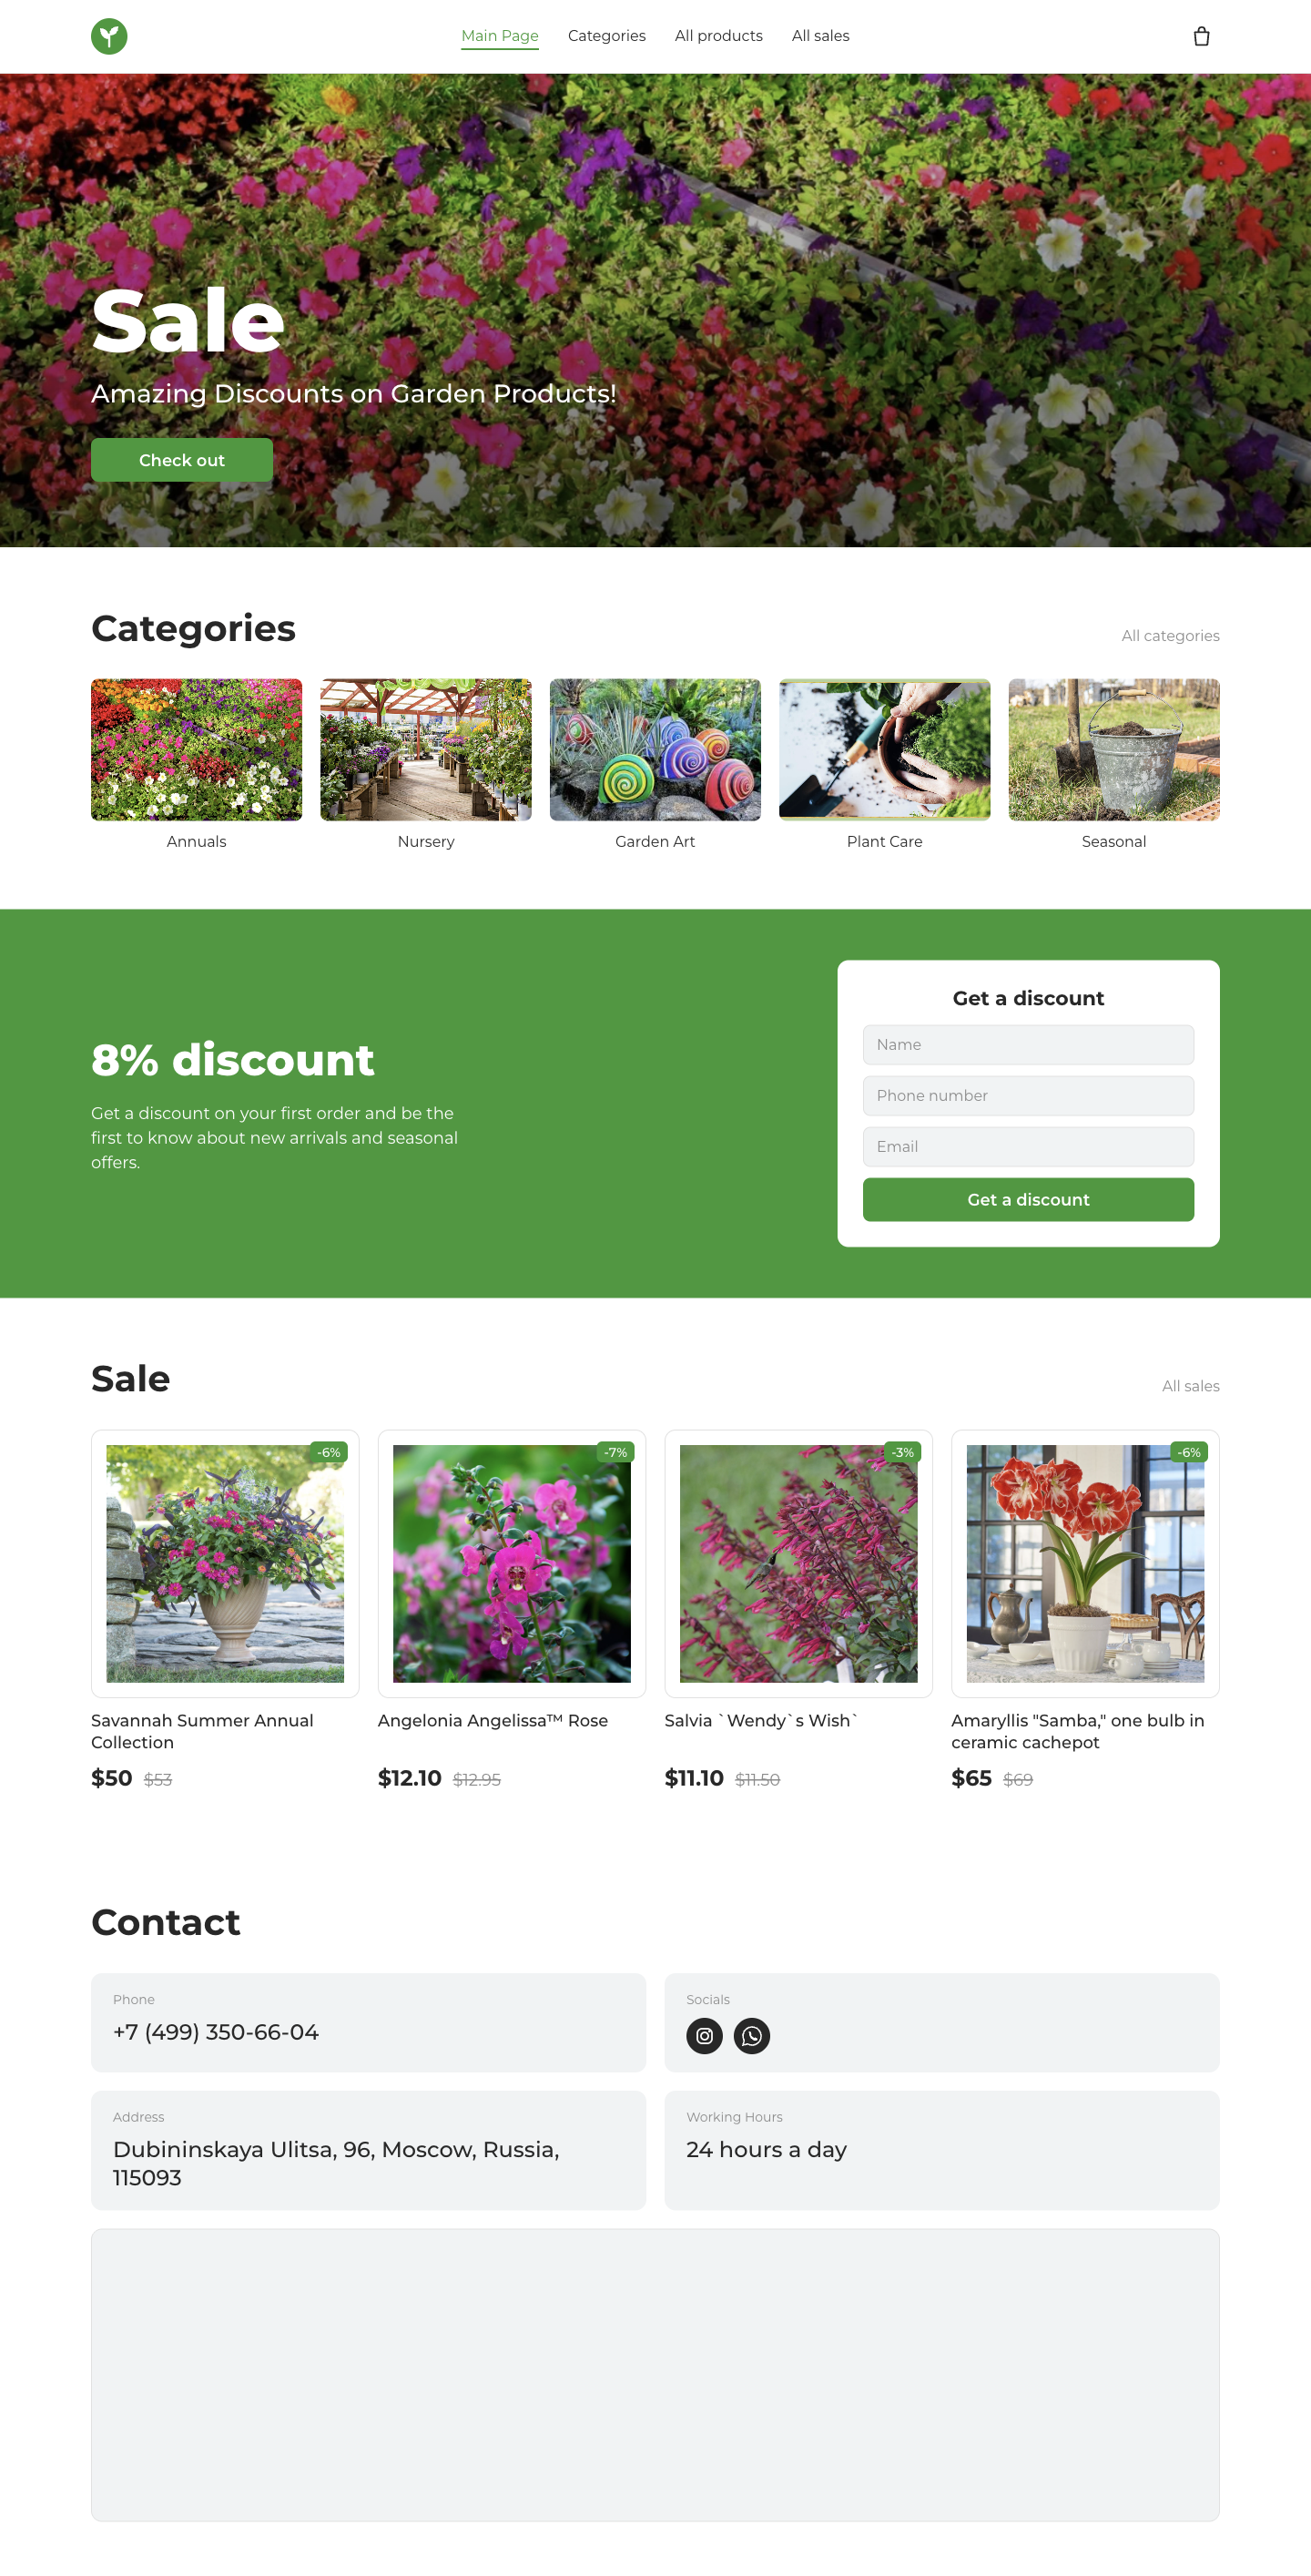 Main Page
Categories
All products
All sales
Sale
Amazing Discounts on Garden Products!
Check out
Categories
All categories
Annuals
Nursery
Garden Art
Plant Care
Seasonal
8% discount
Get a discount on your first order and be the
first to know about new arrivals and seasonal
offers.
Get a discount
Name
Phone number
Email
Get a discount
Sale
All sales
-6%
-7%
-3%
-6%
Savannah Summer Annual
Collection
$50 $53
Angelonia Angelissa™ Rose
$12.10 $12.95
Salvia `Wendy`s Wish`
$11.10 $11.50
Amaryllis "Samba," one bulb in
ceramic cachepot
$65 $69
Contact
Phone
+7 (499) 350-66-04
Socials
Address
Dubininskaya Ulitsa, 96, Moscow, Russia,
115093
Working Hours
24 hours a day